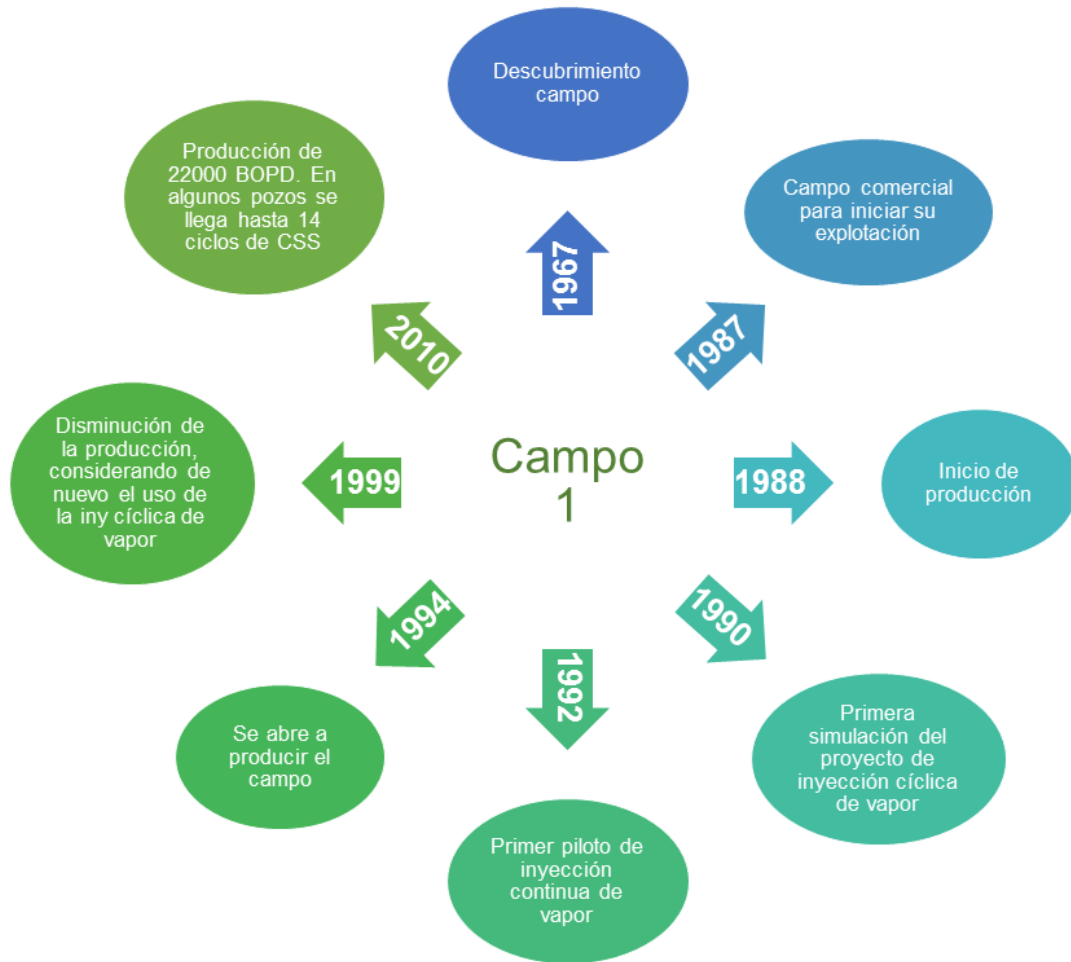 Descubrimiento
campo
1967
Campo comercial
para iniciar su
explotación
1987
Inicio de
producción
1988
Primera
simulación del
proyecto de
inyección cíclica
de vapor
1990
Primer piloto de
inyección
continua de
vapor
1992
Se abre a
producir el
campo
1994
Disminución de
la producción,
considerando de
nuevo el uso de
la iny cíclica de
vapor
1999
Producción de
22000 BOPD. En
algunos pozos se
llega hasta 14
ciclos de CSS
2010
Campo
1